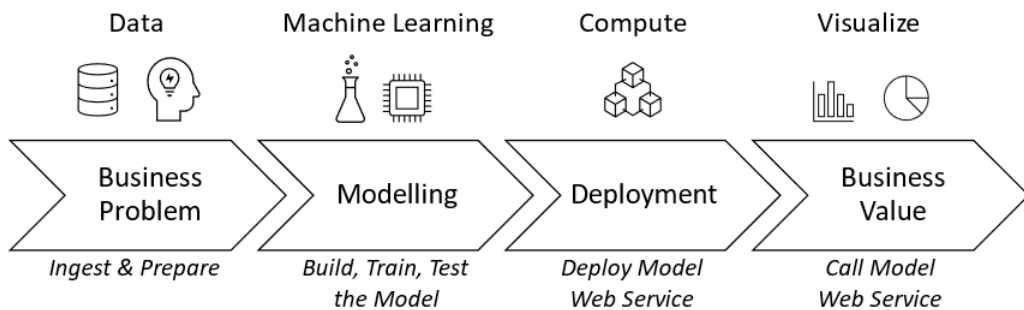 Data
Machine Learning
Compute
Visualize
Business
Problem
Modelling
Deployment
Business
Value
Ingest & Prepare
Build, Train, Test
the Model
Deploy Model
Web Service
Call Model
Web Service